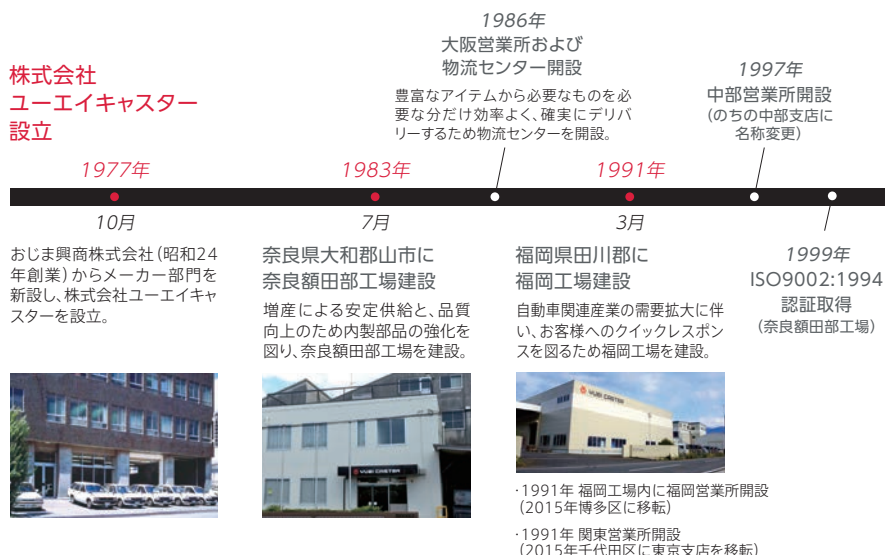 株式会社
ユーエイキャスター
設立
1977年
10月
おじま興商株式会社(昭和24
年創業)からメーカー部門を
新設し、株式会社ユーエイキャ
スターを設立。
1983年
7月
奈良県大和郡山市に
奈良額田部工場建設
増産による安定供給と、品質
向上のため内製部品の強化を
図り、奈良額田部工場を建設。
YUEI CASTER
1986年
大阪営業所および
物流センター開設
豊富なアイテムから必要なものを必
要な分だけ効率よく、確実にデリバ
リーするため物流センターを開設。
1991年
3月
福岡県田川郡に
福岡工場建設
自動車関連産業の需要拡大に伴
い、お客様へのクイックレスポン
スを図るため福岡工場を建設。
YUEI CASTER
・1991年 福岡工場内に福岡営業所開設
(2015年博多区に移転)
・1991年 関東営業所開設
(2015年千代田区に東京支店を移転)
1997年
中部営業所開設
(のちの中部支店に
名称変更)
1999年
ISO9002:1994
認証取得
(奈良額田部工場)